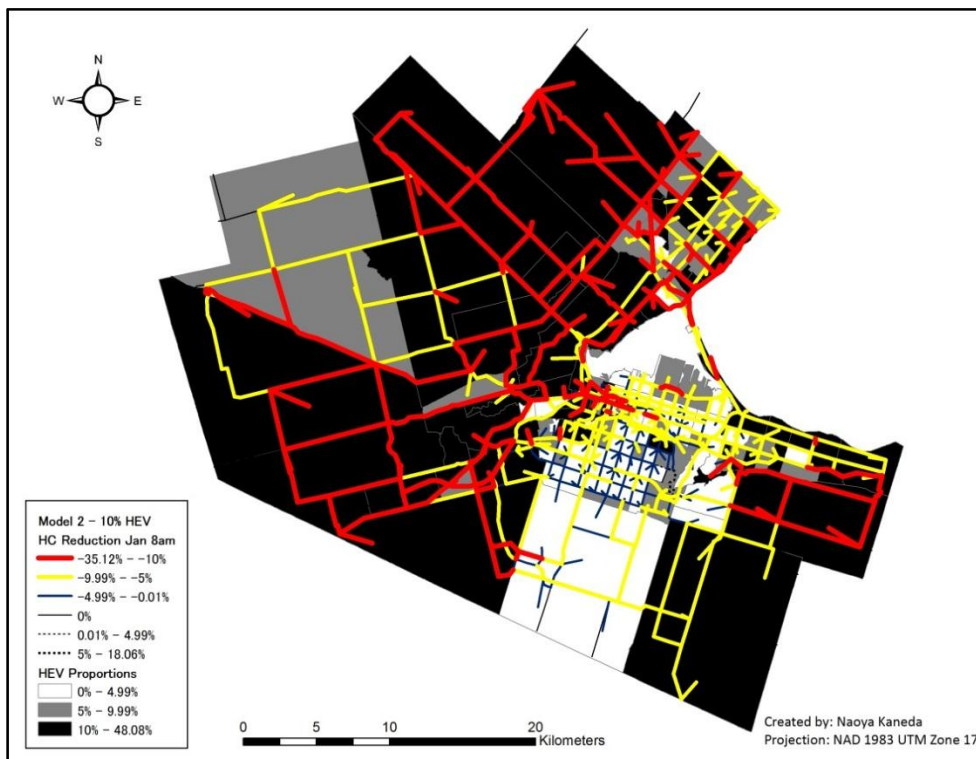 N
W E
S
Model 2 - 10% HEV
HC Reduction Jan 8am
-35.12% - -10%
-9.99% - -5%
-4.99% - -0.01%
0%
0.01% - 4.99%
5% - 18.06%
HEV Proportions
0% - 4.99%
5% - 9.99%
10% - 48.08%
0 5 10 20
Kilometers
Created by: Naoya Kaneda
Projection: NAD 1983 UTM Zone 17